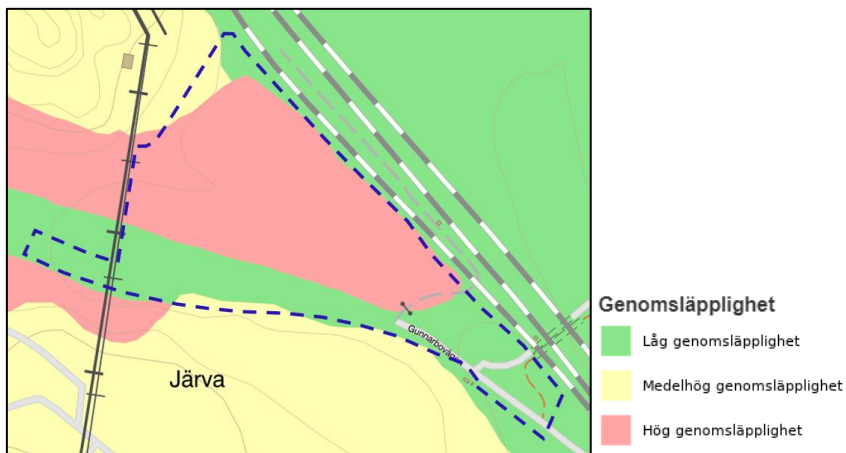 Gunnarbovägen
Järva
Genomsläpplighet
Låg genomsläpplighet
Medelhög genomsläpplighet
Hög genomsläpplighet